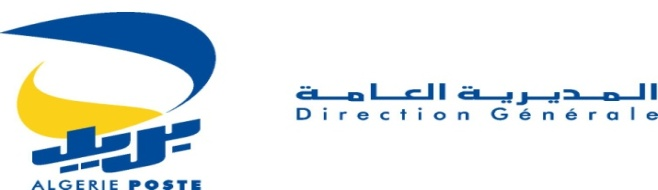 بريد
ALGERIE POSTE
المديرية العامة
Direction Générale